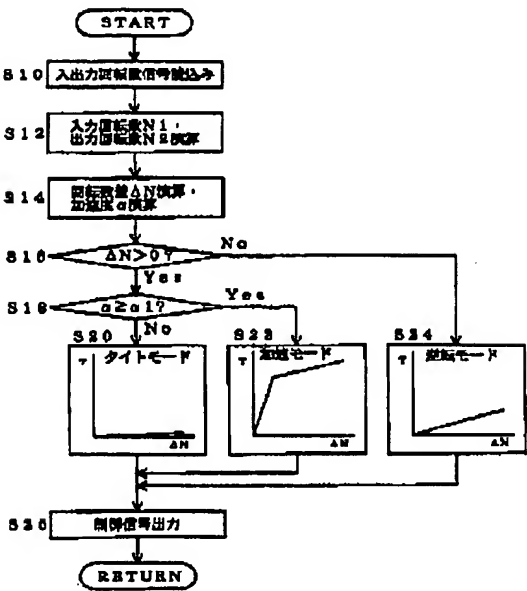 START
S10
入出力回転数信号読込み
S12
入力回転数N1・
出力回転数N2演算
S14
回転数差ΔN演算・
加速度α演算
S16
ΔN>0?
No
Yes
S18
α≥α1?
Yes
No
S20
タイトモード
T
ΔN
S22
加速モード
T
ΔN
S24
逆転モード
T
ΔN
S26
制御信号出力
RETURN